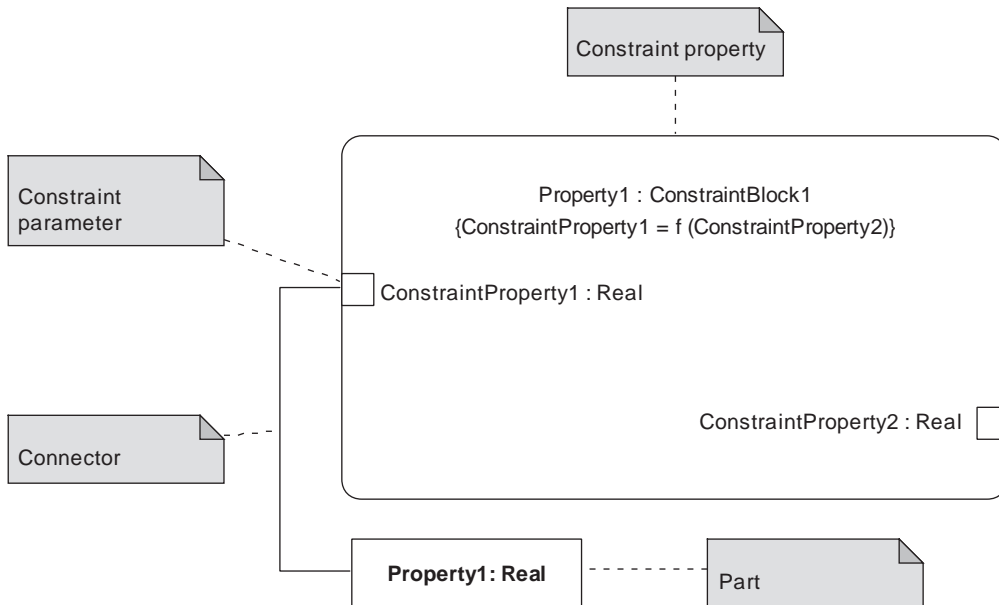 Constraint property
Constraint
parameter
Property1 : ConstraintBlock1
{ConstraintProperty1 = f (ConstraintProperty2)}
ConstraintProperty1 : Real
ConstraintProperty2 : Real
Connector
Property1: Real
Part